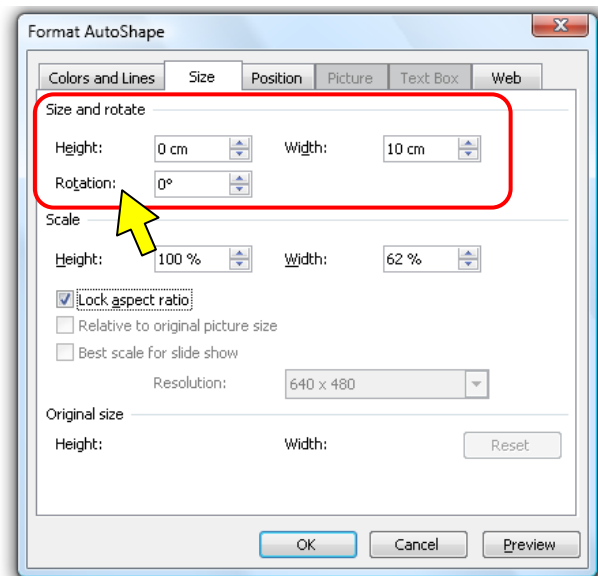 Format AutoShape
Colors and Lines Size Position Picture Text Box Web
Size and rotate
Height: 0 cm Width: 10 cm
Rotation: 0°
Scale
Height: 100 % Width: 62 %
Lock aspect ratio
Relative to original picture size
Best scale for slide show
Resolution: 640 x 480
Original size
Height: Width: Reset
OK Cancel Preview